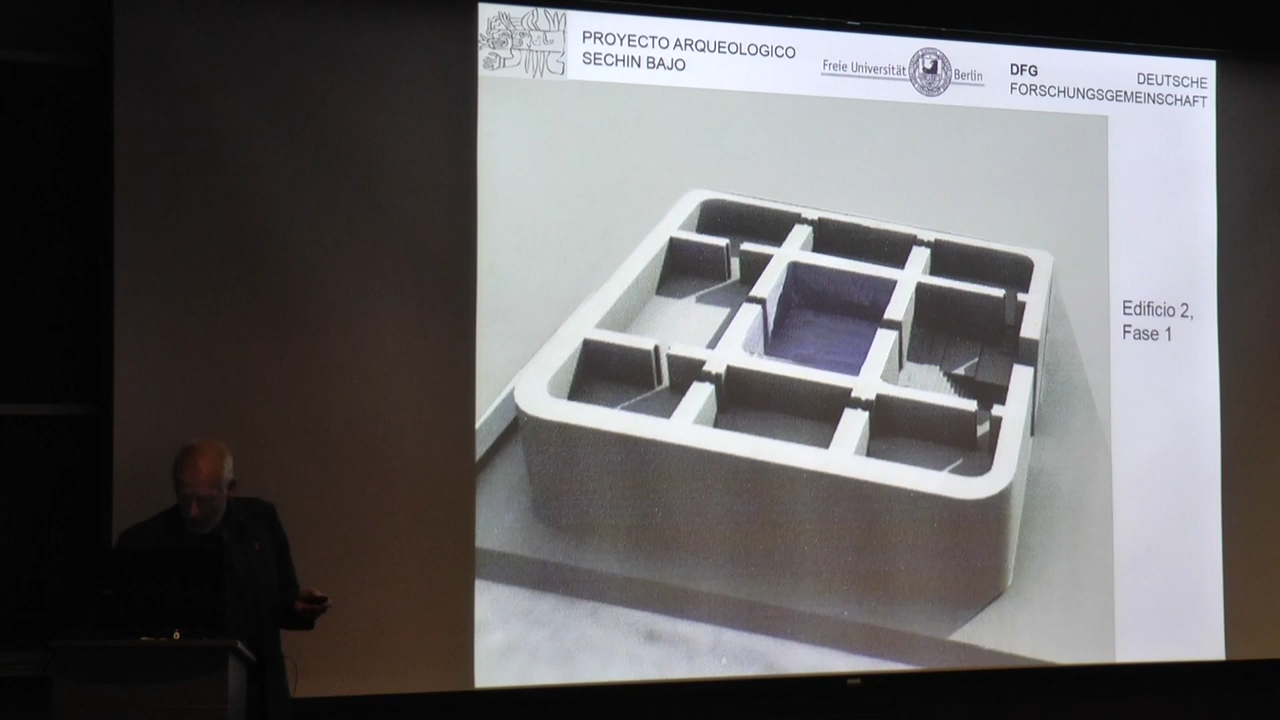 PROYECTO ARQUEOLOGICO
SECHIN BAJO
Freie Universität Berlin
DFG DEUTSCHE
FORSCHUNGSGEMEINSCHAFT
Edificio 2,
Fase 1